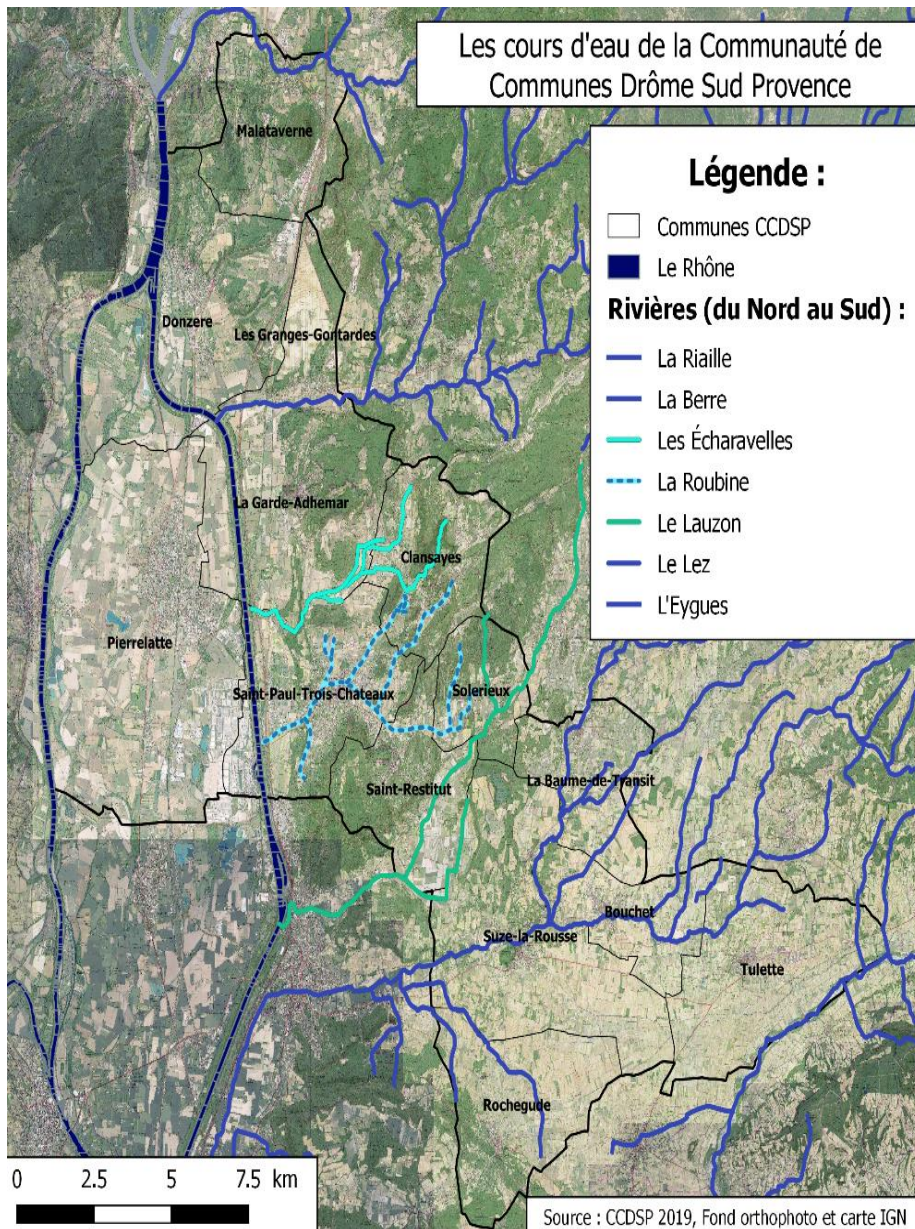 Les cours d'eau de la Communauté de
Communes Drôme Sud Provence
Légende :
Communes CCDSP
Le Rhône
Rivières (du Nord au Sud) :
La Riaille
La Berre
Les Écharavelles
La Roubine
Le Lauzon
Le Lez
L'Eygues
Malataverne
Donzere
Les Granges-Gontardes
La Garde-Adhemar
Clansayes
Pierrelatte
Saint-Paul-Trois-Chateaux
Solerieux
Saint-Restitut
La Baume-de-Transit
Bouchet
Suze-la-Rousse
Tulette
Rochegude
0 2.5 5 7.5 km
Source : CCDSP 2019, Fond orthophoto et carte IGN